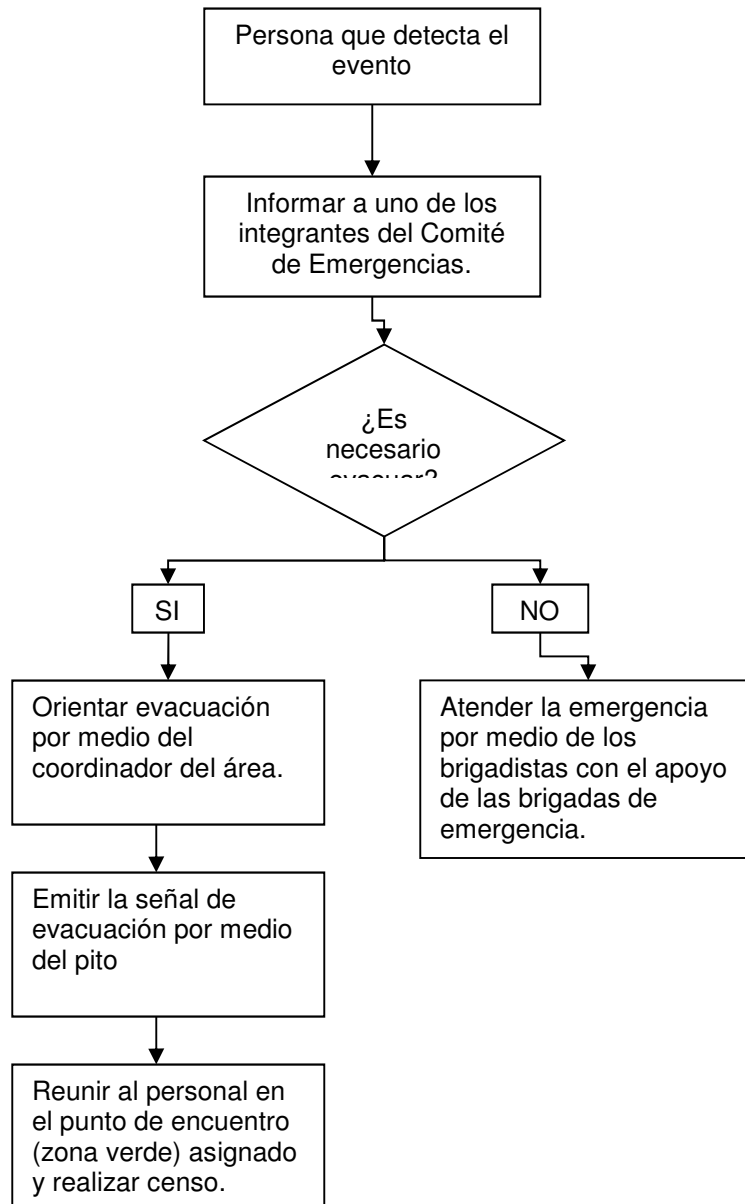 Persona que detecta el
evento
Informar a uno de los
integrantes del Comité
de Emergencias.
¿Es
necesario
evacuar?
SI
NO
Orientar evacuación
por medio del
coordinador del área.
Atender la emergencia
por medio de los
brigadistas con el apoyo
de las brigadas de
emergencia.
Emitir la señal de
evacuación por medio
del pito
Reunir al personal en
el punto de encuentro
(zona verde) asignado
y realizar censo.